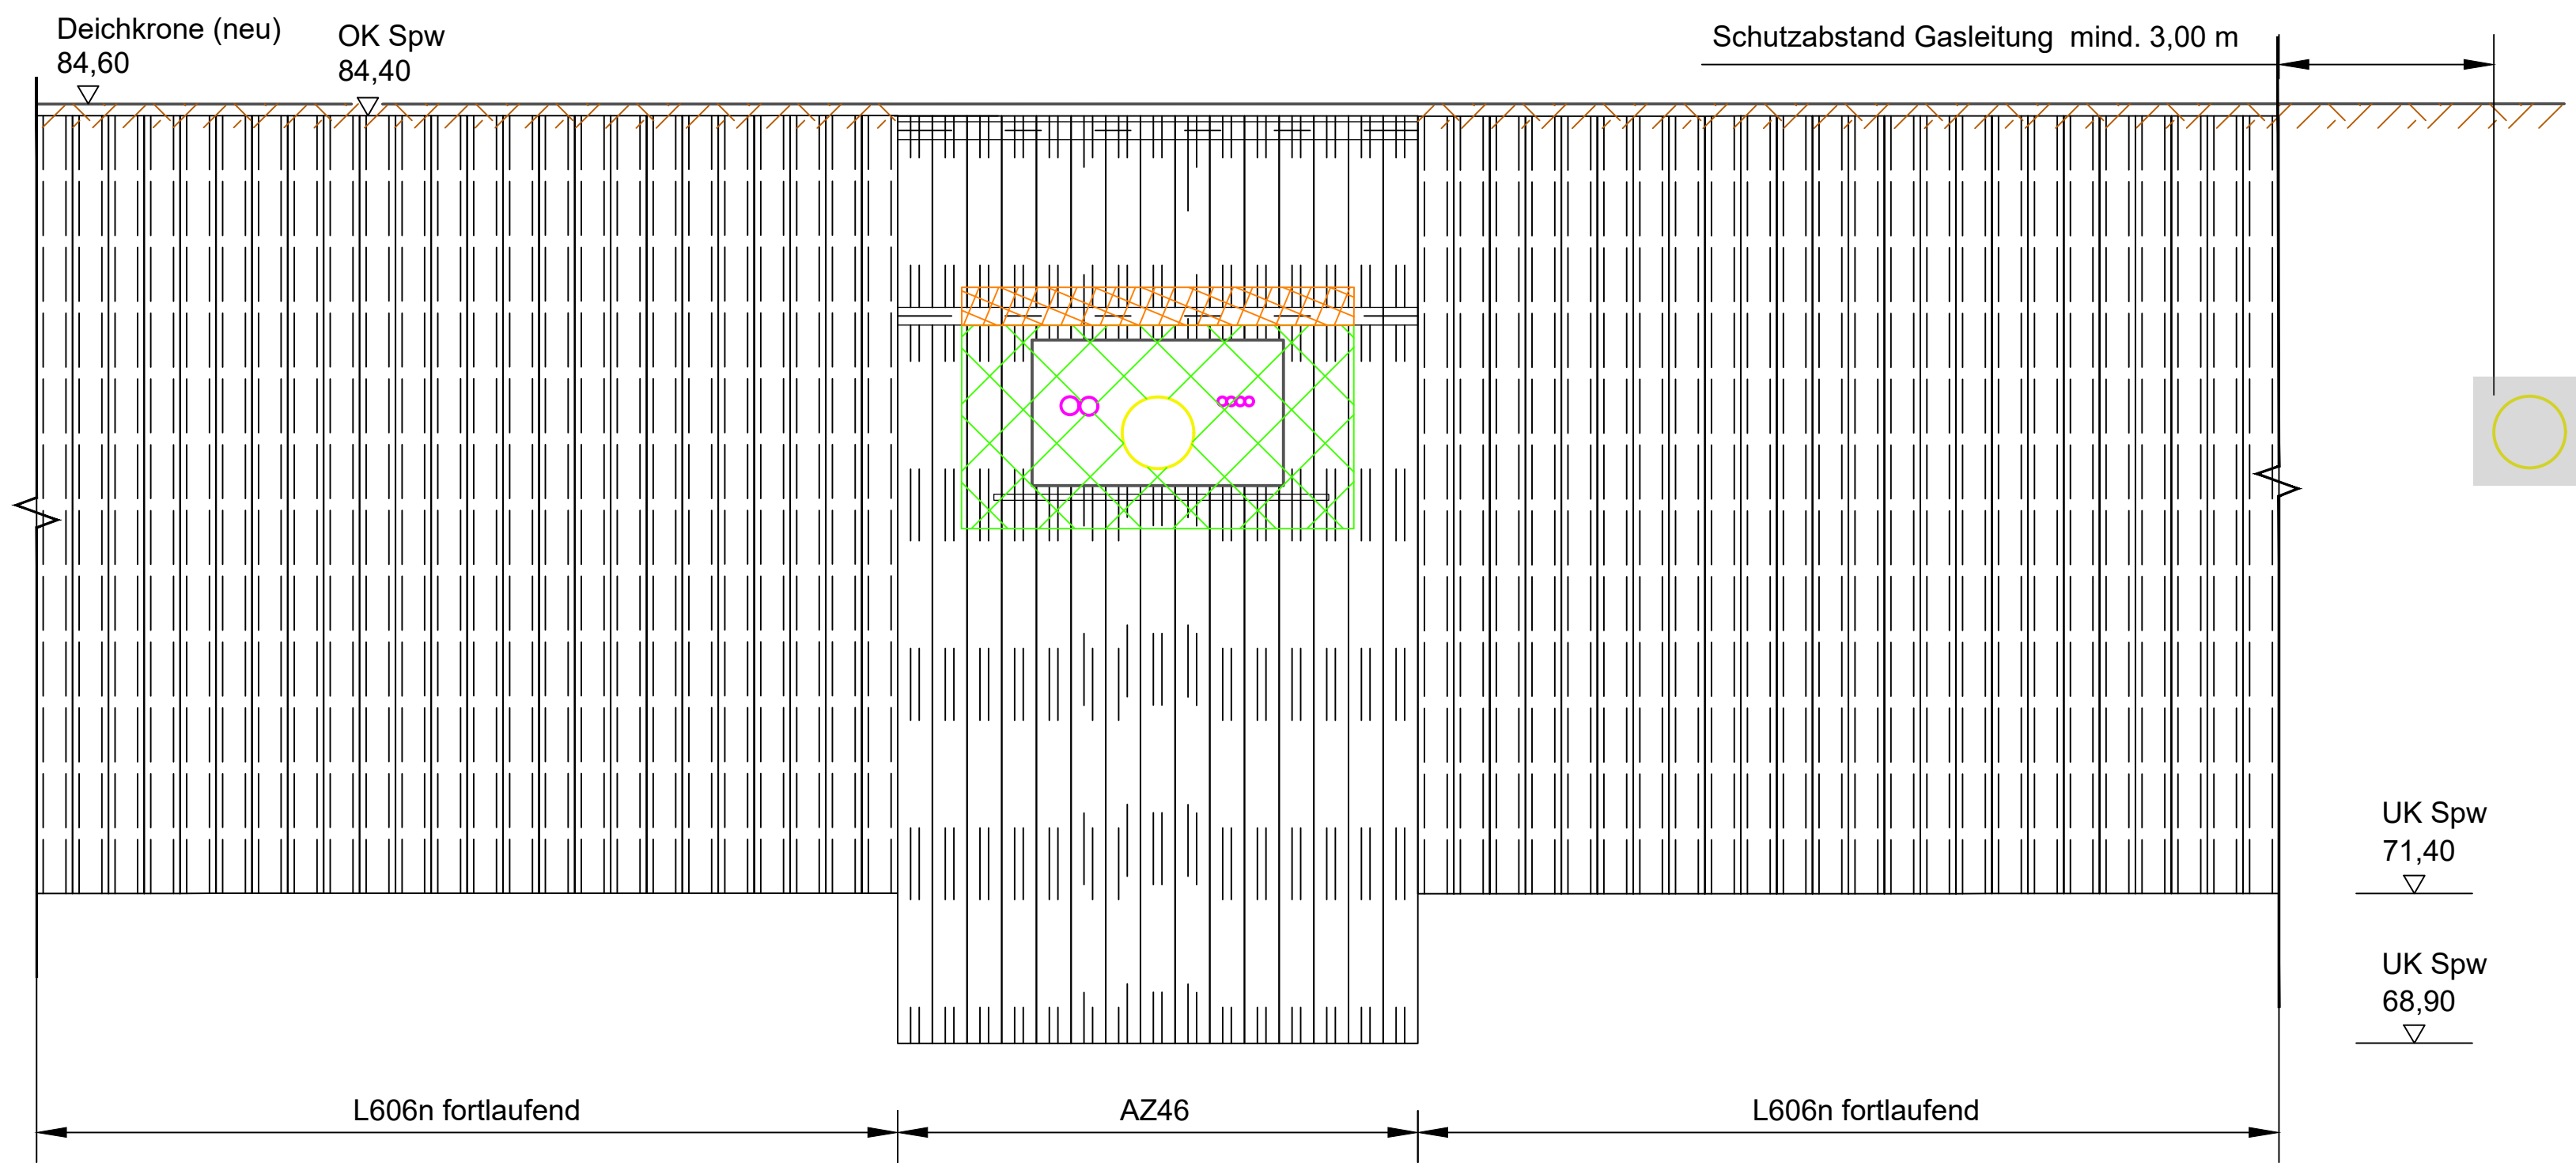 Deichkrone (neu)
84,60
OK Spw
84,40
Schutzabstand Gasleitung  mind. 3,00 m
UK Spw
71,40
UK Spw
68,90
L606n fortlaufend
AZ46
L606n fortlaufend